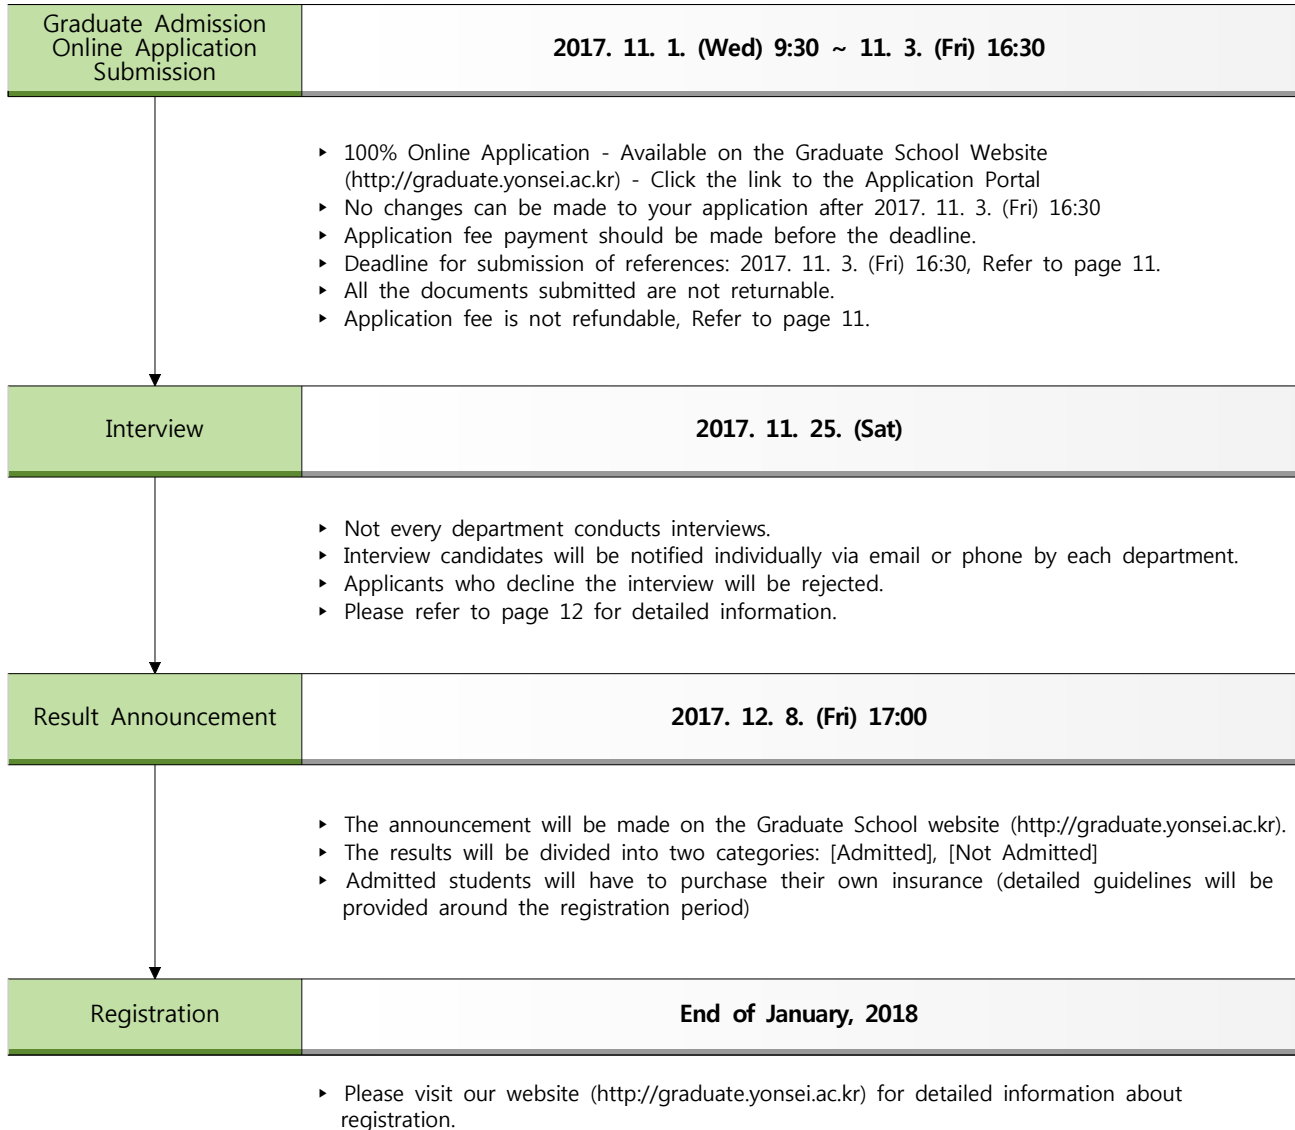 Graduate Admission
Online Application
Submission
2017. 11. 1. (Wed) 9:30 ~ 11. 3. (Fri) 16:30
‣ 100% Online Application - Available on the Graduate School Website
(http://graduate.yonsei.ac.kr) - Click the link to the Application Portal
‣ No changes can be made to your application after 2017. 11. 3. (Fri) 16:30
‣ Application fee payment should be made before the deadline.
‣ Deadline for submission of references: 2017. 11. 3. (Fri) 16:30, Refer to page 11.
‣ All the documents submitted are not returnable.
‣ Application fee is not refundable, Refer to page 11.
Interview
2017. 11. 25. (Sat)
‣ Not every department conducts interviews.
‣ Interview candidates will be notified individually via email or phone by each department.
‣ Applicants who decline the interview will be rejected.
‣ Please refer to page 12 for detailed information.
Result Announcement
2017. 12. 8. (Fri) 17:00
‣ The announcement will be made on the Graduate School website (http://graduate.yonsei.ac.kr).
‣ The results will be divided into two categories: [Admitted], [Not Admitted]
‣ Admitted students will have to purchase their own insurance (detailed guidelines will be
provided around the registration period)
Registration
End of January, 2018
‣ Please visit our website (http://graduate.yonsei.ac.kr) for detailed information about
registration.